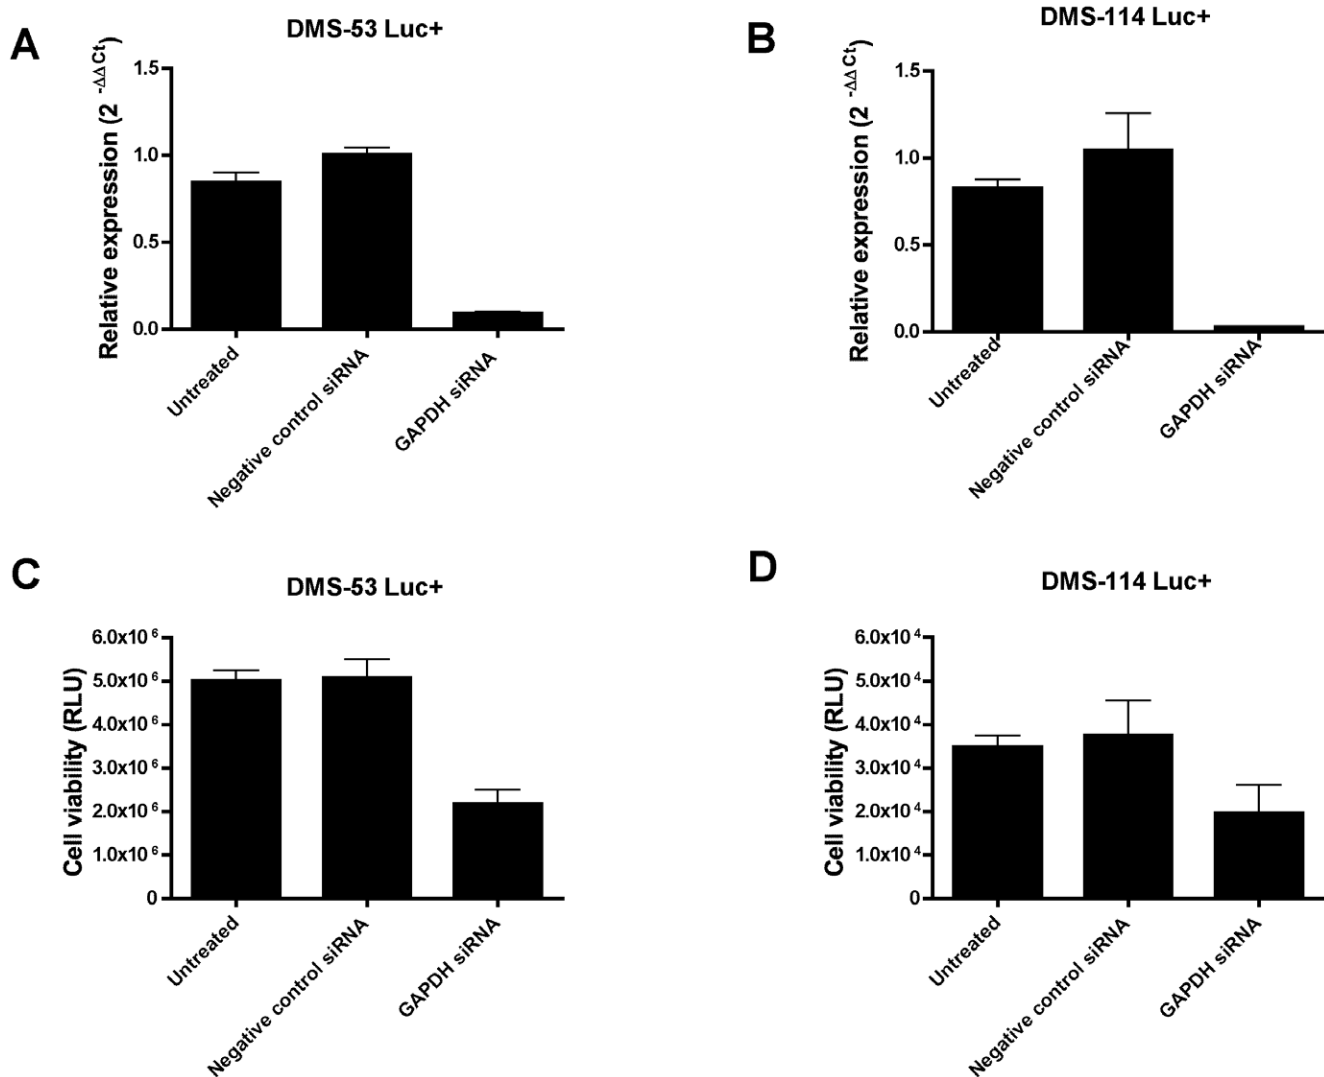 A
DMS-53 Luc+
Relative expression (2 -ΔΔCt)
1.5
1.0
0.5
0.0
Untreated
Negative control siRNA
GAPDH siRNA
B
DMS-114 Luc+
Relative expression (2 -ΔΔCt)
1.5
1.0
0.5
0.0
Untreated
Negative control siRNA
GAPDH siRNA
C
DMS-53 Luc+
Cell viability (RLU)
6.0x10 6
5.0x10 6
4.0x10 6
3.0x10 6
2.0x10 6
1.0x10 6
0
Untreated
Negative control siRNA
GAPDH siRNA
D
DMS-114 Luc+
Cell viability (RLU)
6.0x10 4
5.0x10 4
4.0x10 4
3.0x10 4
2.0x10 4
1.0x10 4
0
Untreated
Negative control siRNA
GAPDH siRNA